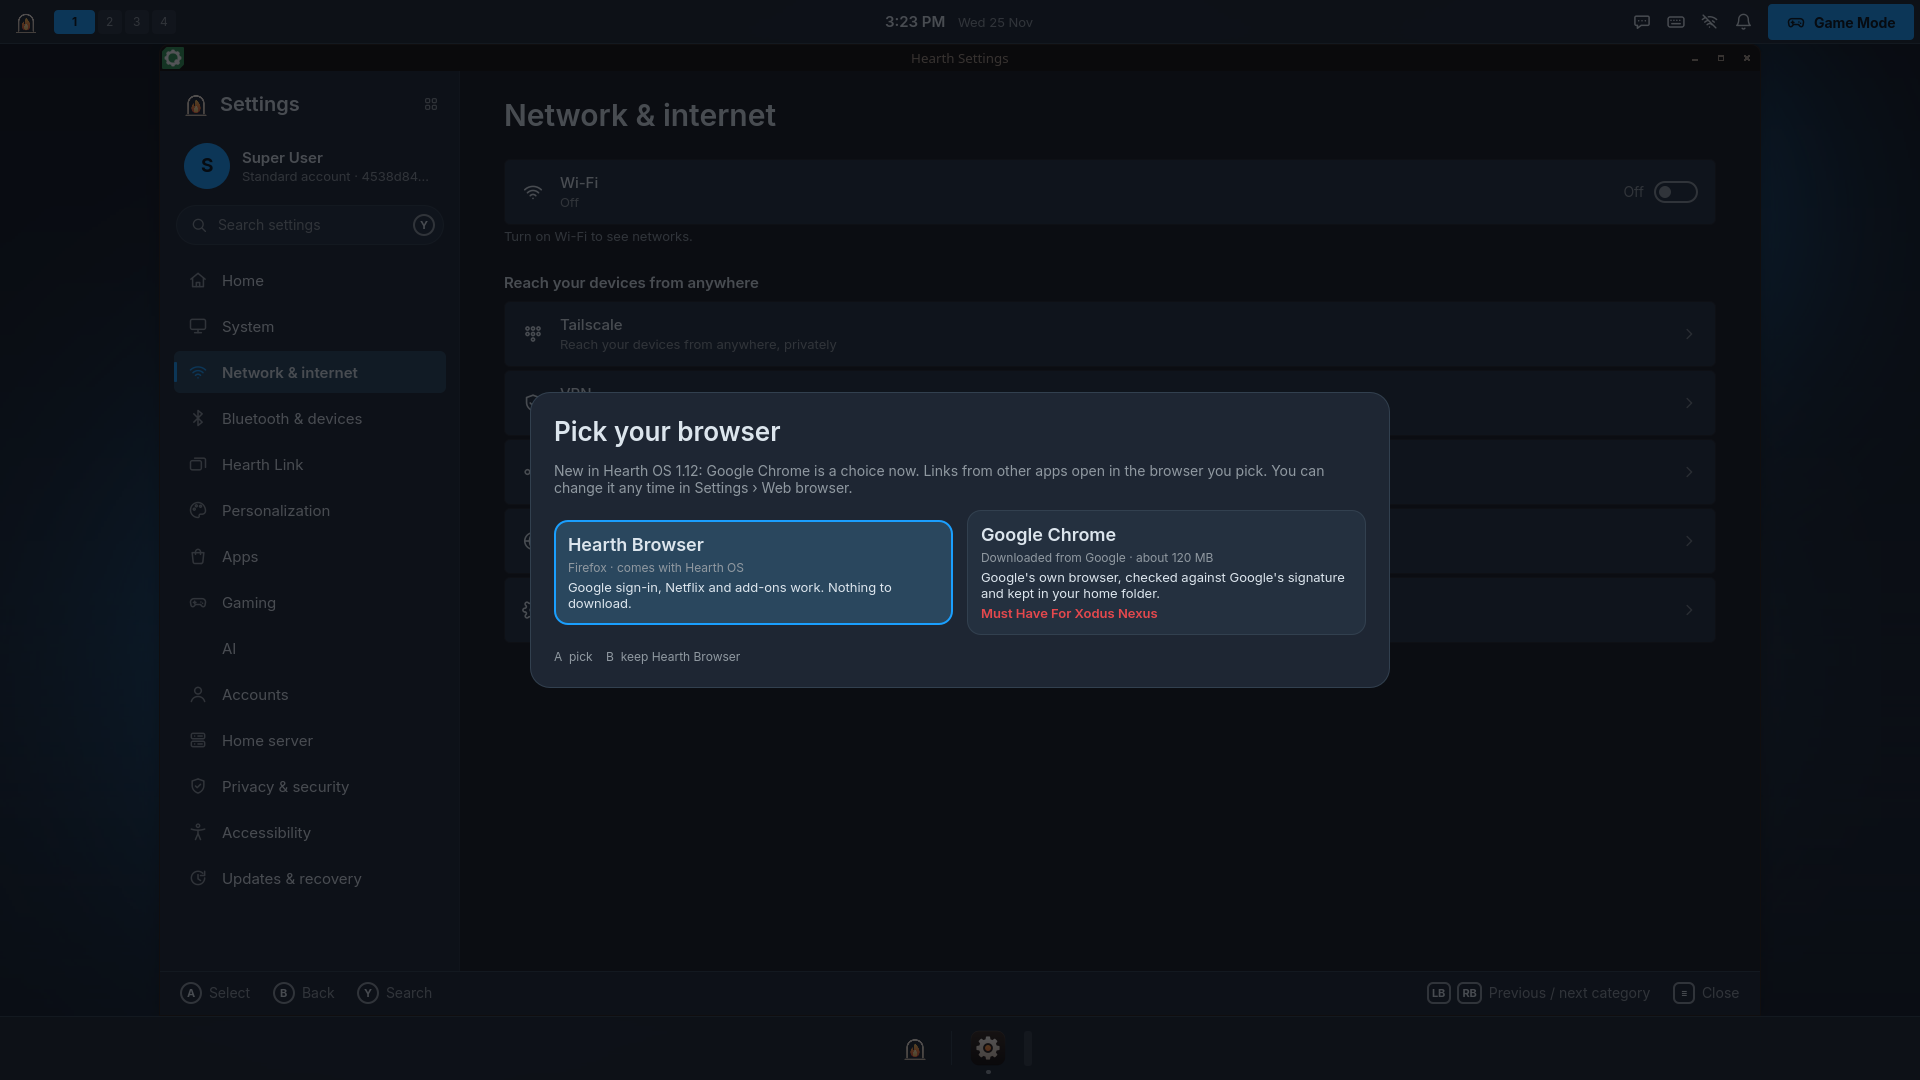 1 2 3 4
3:23 PM Wed 25 Nov
Game Mode
Hearth Settings
Settings
S
Super User
Standard account · 4538d84...
Search settings
Y
Home
System
Network & internet
Bluetooth & devices
Hearth Link
Personalization
Apps
Gaming
AI
Accounts
Home server
Privacy & security
Accessibility
Updates & recovery
Network & internet
Wi-Fi
Off
Off
Turn on Wi-Fi to see networks.
Reach your devices from anywhere
Tailscale
Reach your devices from anywhere, privately
VPN
Pick your browser
New in Hearth OS 1.12: Google Chrome is a choice now. Links from other apps open in the browser you pick. You can
change it any time in Settings › Web browser.
Hearth Browser
Firefox · comes with Hearth OS
Google sign-in, Netflix and add-ons work. Nothing to
download.
Google Chrome
Downloaded from Google · about 120 MB
Google's own browser, checked against Google's signature
and kept in your home folder.
Must Have For Xodus Nexus
A pick B keep Hearth Browser
A Select B Back Y Search
LB RB Previous / next category Close